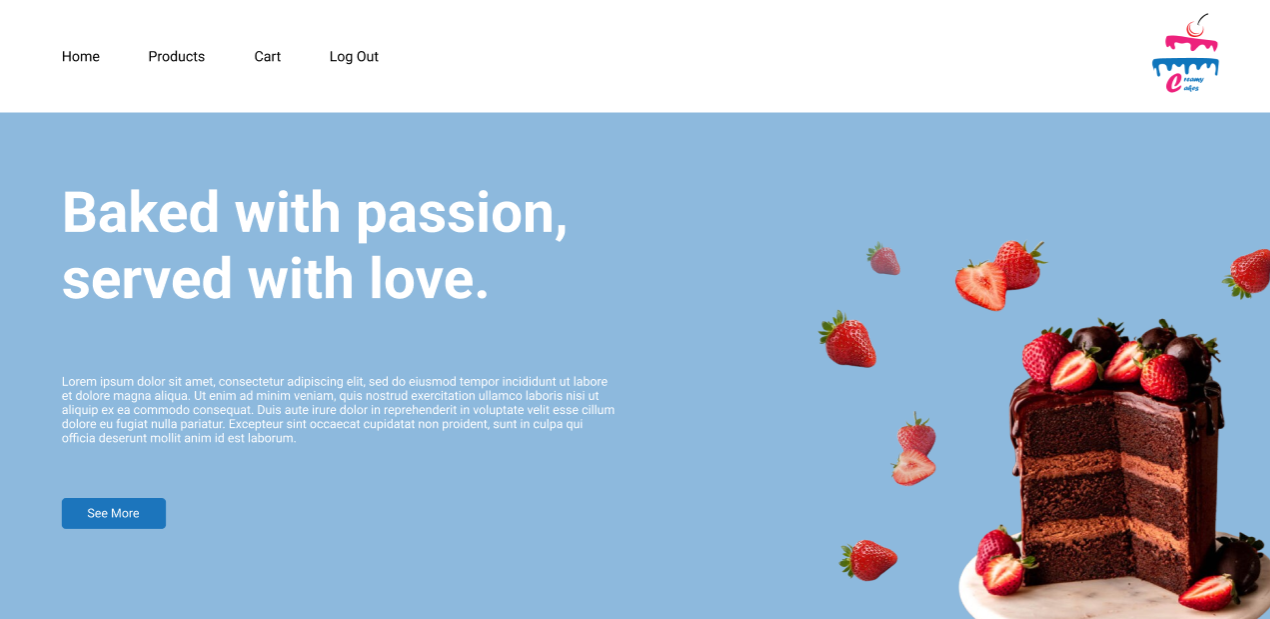 Home Products Cart Log Out
Creamy
Cakes
Baked with passion,
served with love.
Lorem ipsum dolor sit amet, consectetur adipiscing elit, sed do eiusmod tempor incididunt ut labore
et dolore magna aliqua. Ut enim ad minim veniam, quis nostrud exercitation ullamco laboris nisi ut
aliquip ex ea commodo consequat. Duis aute irure dolor in reprehenderit in voluptate velit esse cillum
dolore eu fugiat nulla pariatur. Excepteur sint occaecat cupidatat non proident, sunt in culpa qui
officia deserunt mollit anim id est laborum.
See More